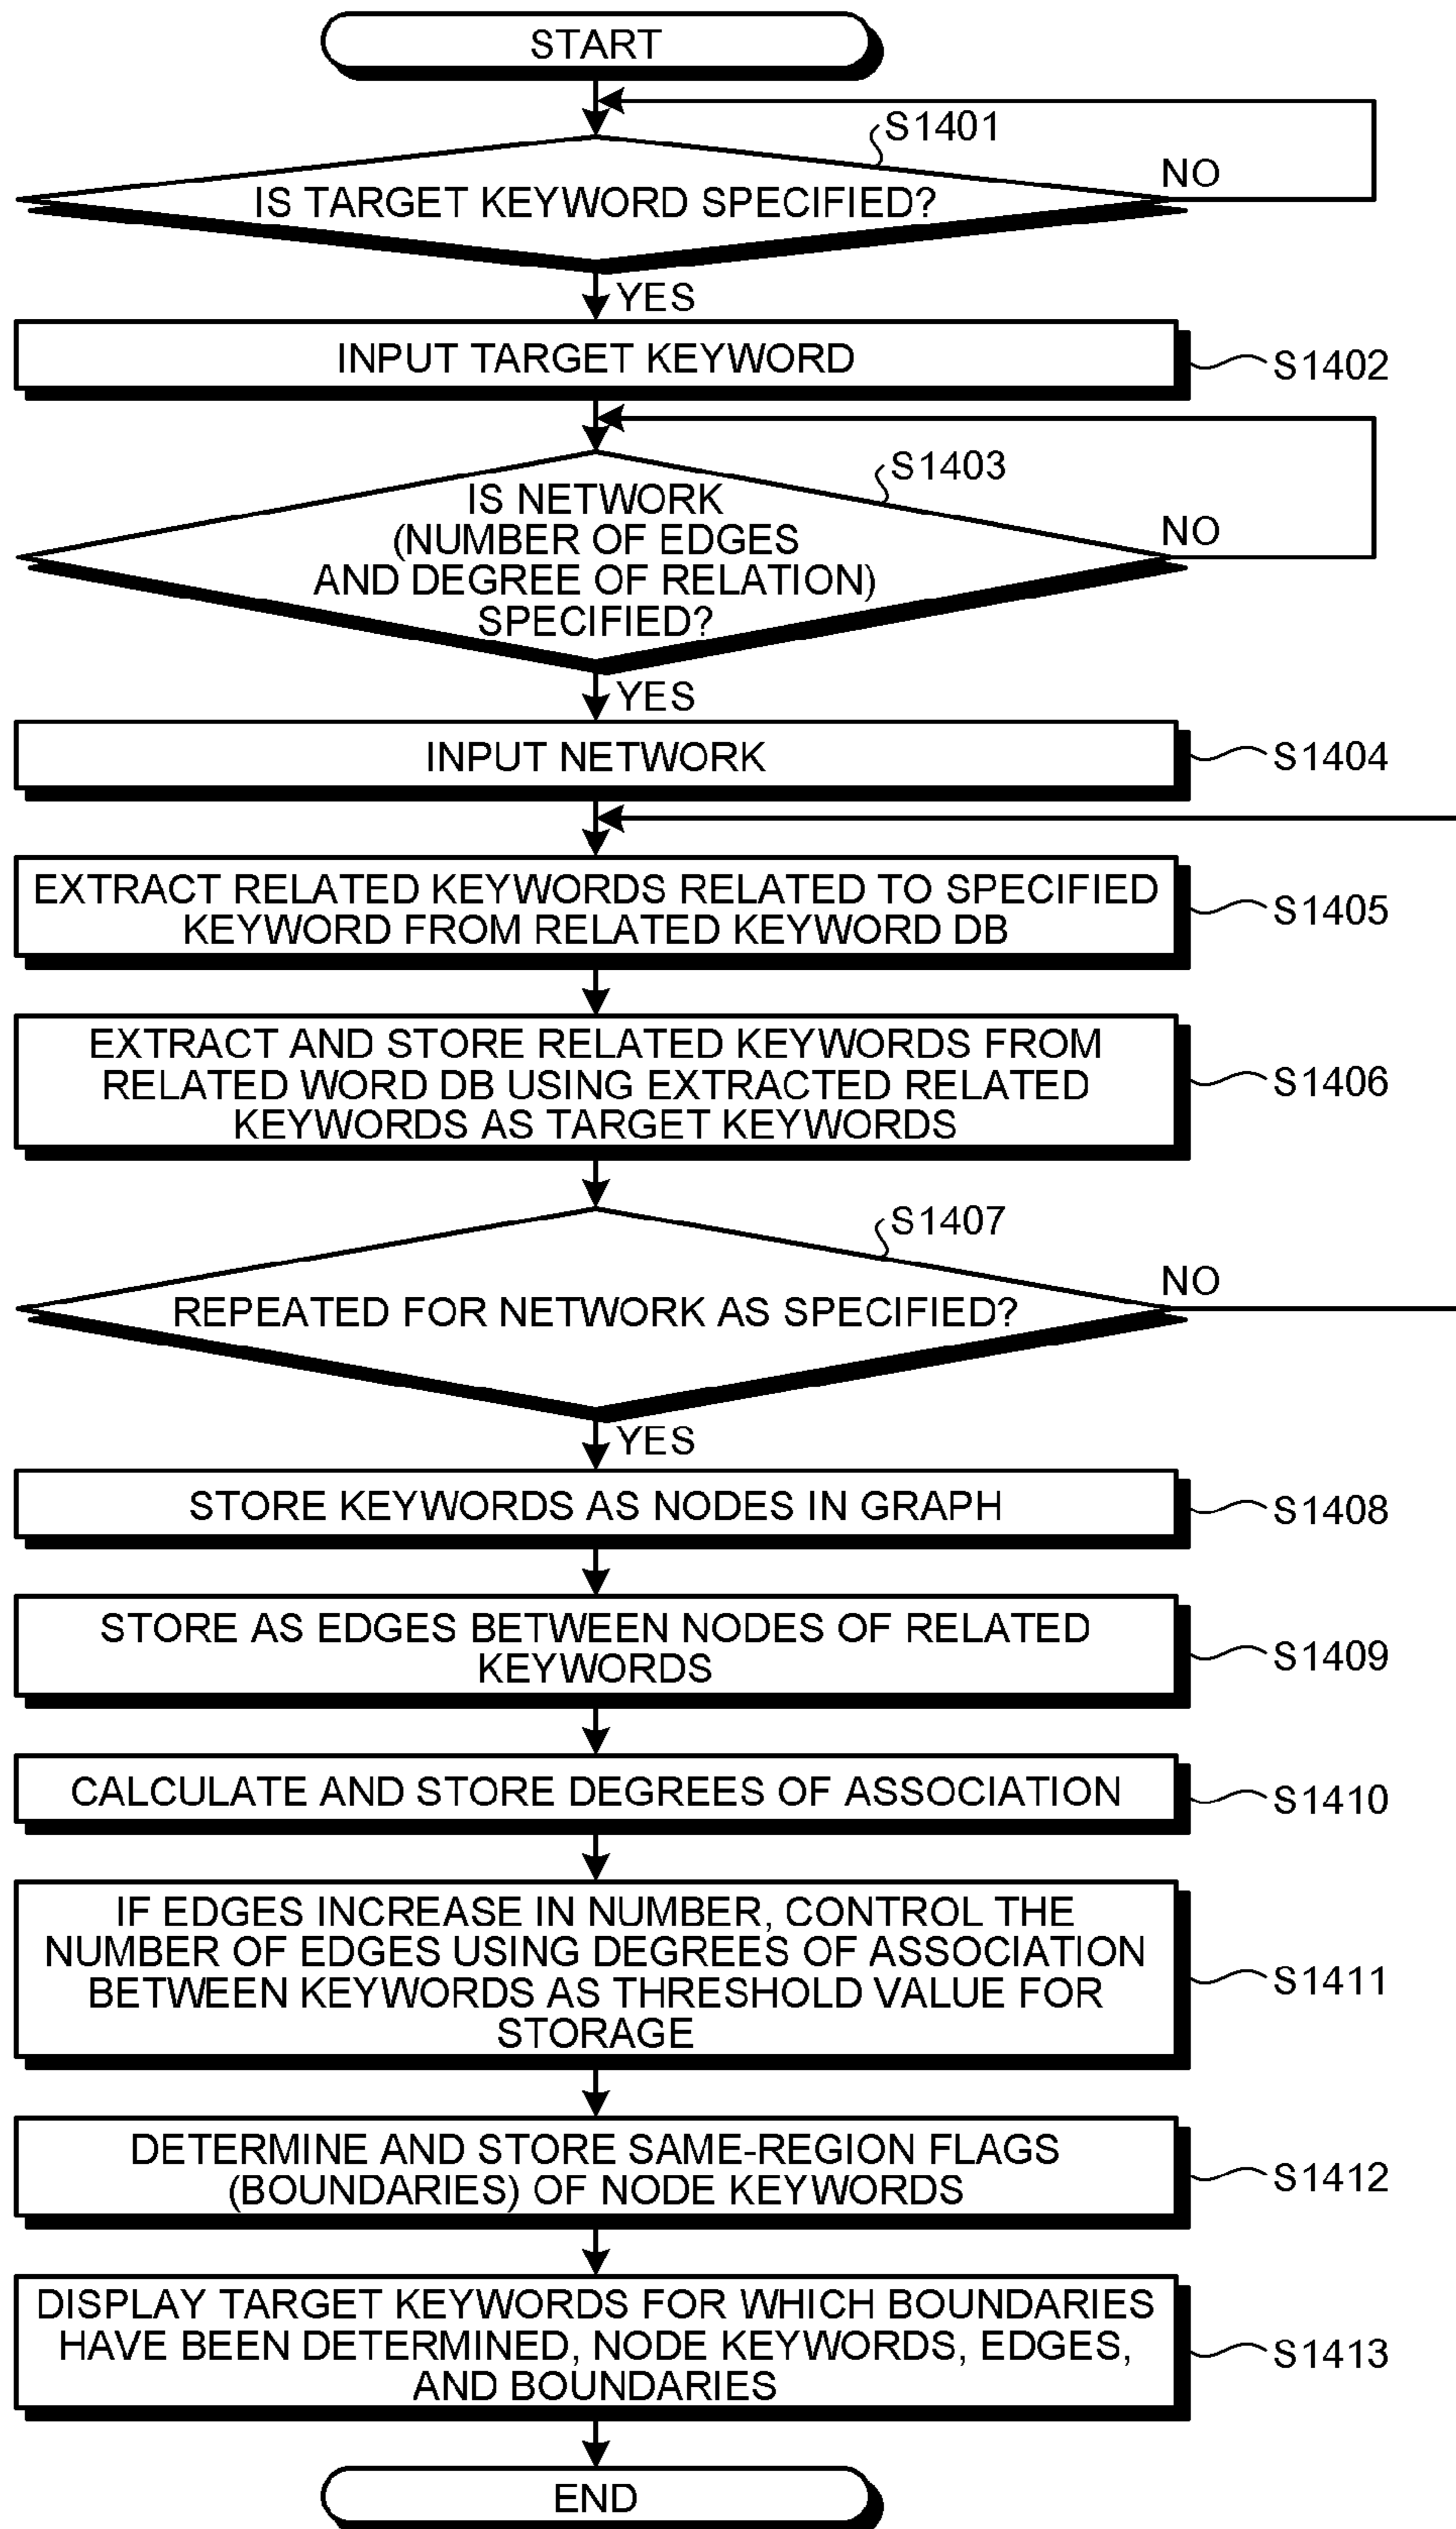 START
S1401
IS TARGET KEYWORD SPECIFIED?
NO
YES
INPUT TARGET KEYWORD
S1402
S1403
IS NETWORK
(NUMBER OF EDGES
AND DEGREE OF RELATION)
SPECIFIED?
NO
YES
INPUT NETWORK
S1404
EXTRACT RELATED KEYWORDS RELATED TO SPECIFIED
KEYWORD FROM RELATED KEYWORD DB
S1405
EXTRACT AND STORE RELATED KEYWORDS FROM
RELATED WORD DB USING EXTRACTED RELATED
KEYWORDS AS TARGET KEYWORDS
S1406
S1407
REPEATED FOR NETWORK AS SPECIFIED?
NO
YES
STORE KEYWORDS AS NODES IN GRAPH
S1408
STORE AS EDGES BETWEEN NODES OF RELATED
KEYWORDS
S1409
CALCULATE AND STORE DEGREES OF ASSOCIATION
S1410
IF EDGES INCREASE IN NUMBER, CONTROL THE
NUMBER OF EDGES USING DEGREES OF ASSOCIATION
BETWEEN KEYWORDS AS THRESHOLD VALUE FOR
STORAGE
S1411
DETERMINE AND STORE SAME-REGION FLAGS
(BOUNDARIES) OF NODE KEYWORDS
S1412
DISPLAY TARGET KEYWORDS FOR WHICH BOUNDARIES
HAVE BEEN DETERMINED, NODE KEYWORDS, EDGES,
AND BOUNDARIES
S1413
END